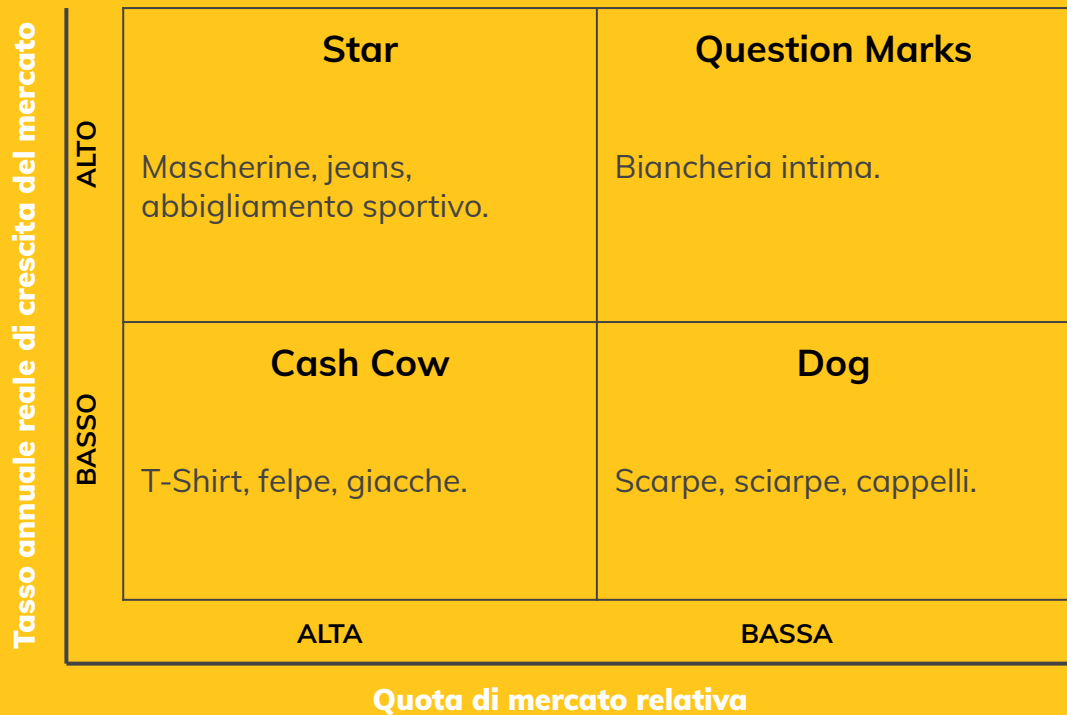 Tasso annuale reale di crescita del mercato
ALTO
Star
Mascherine, jeans,
abbigliamento sportivo.
Question Marks
Biancheria intima.
BASSO
Cash Cow
T-Shirt, felpe, giacche.
Dog
Scarpe, sciarpe, cappelli.
ALTA
BASSA
Quota di mercato relativa